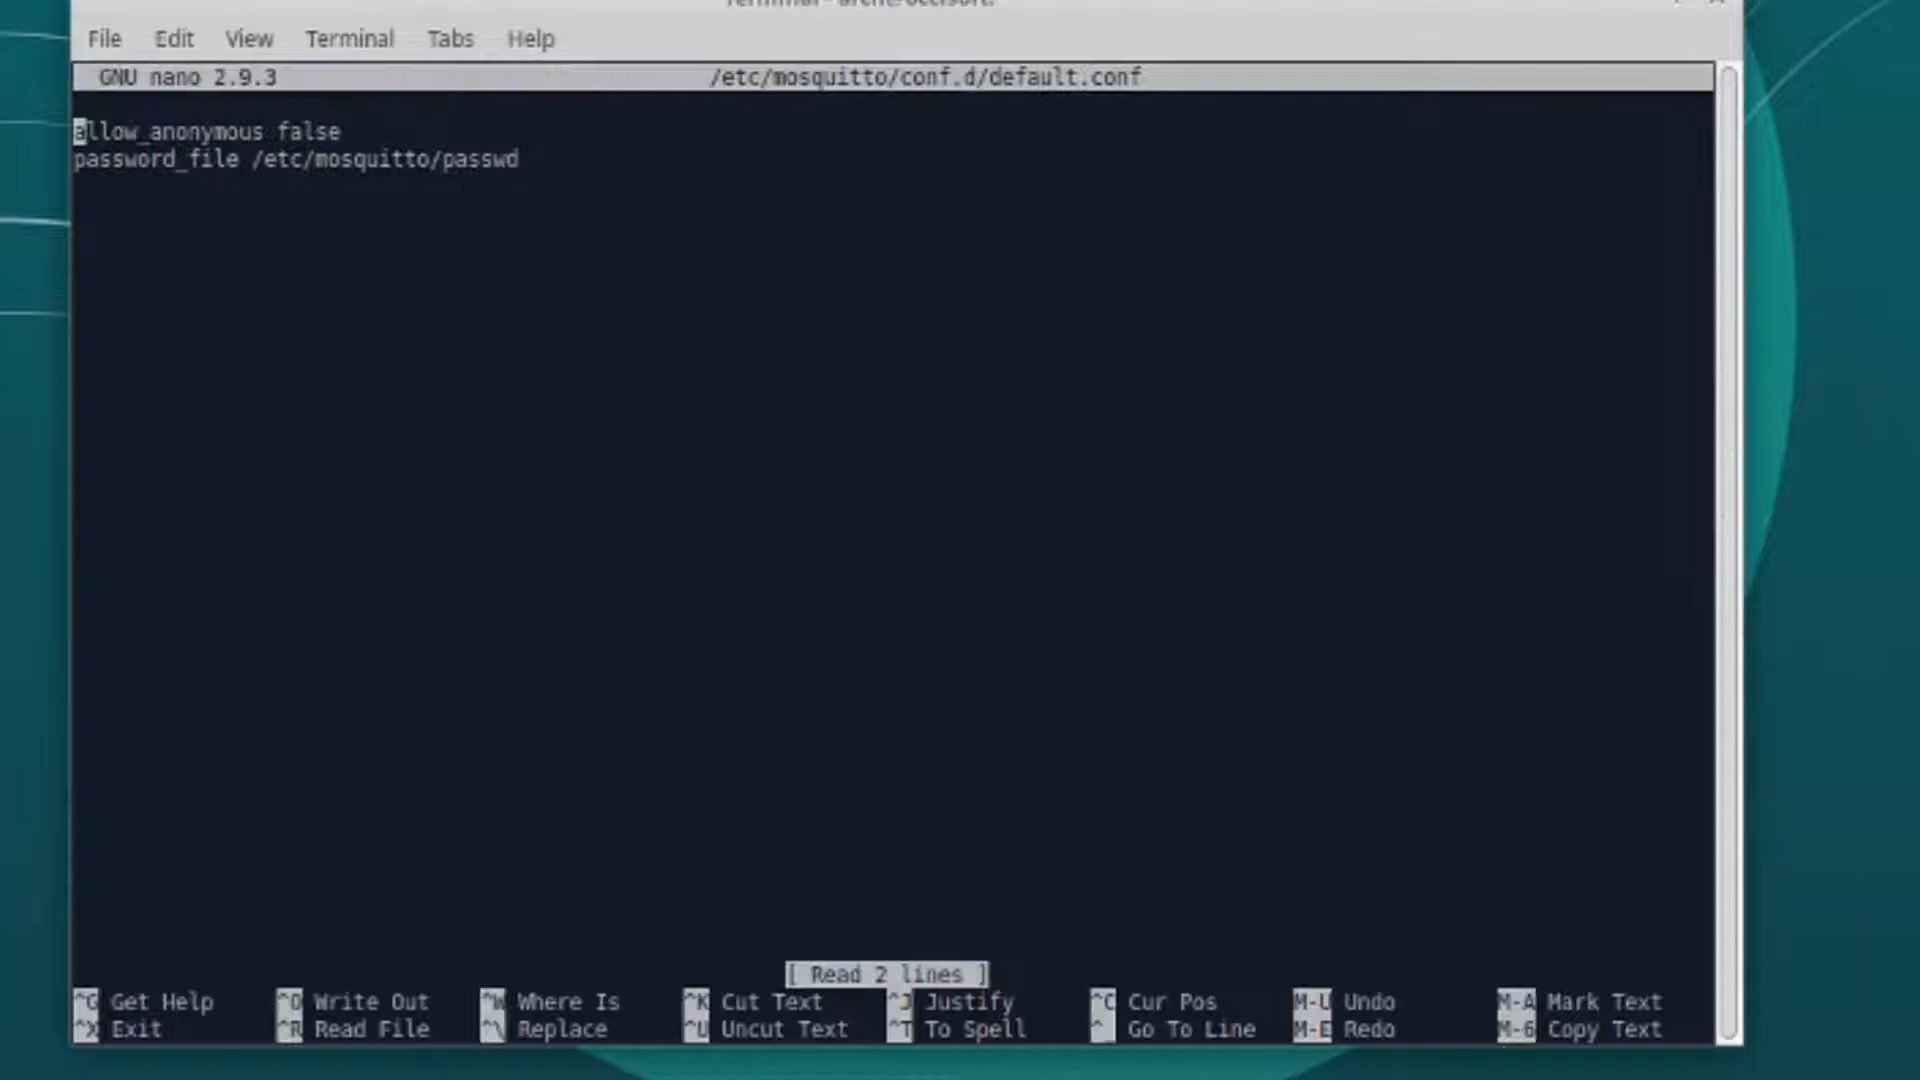 File Edit View Terminal Tabs Help
GNU nano 2.9.3 /etc/mosquitto/conf.d/default.conf
allow_anonymous false
password_file /etc/mosquitto/passwd
[ Read 2 lines ]
^G Get Help ^O Write Out ^W Where Is ^K Cut Text ^J Justify ^C Cur Pos M-U Undo M-A Mark Text
^X Exit ^R Read File ^\ Replace ^U Uncut Text ^T To Spell ^_ Go To Line M-E Redo M-6 Copy Text